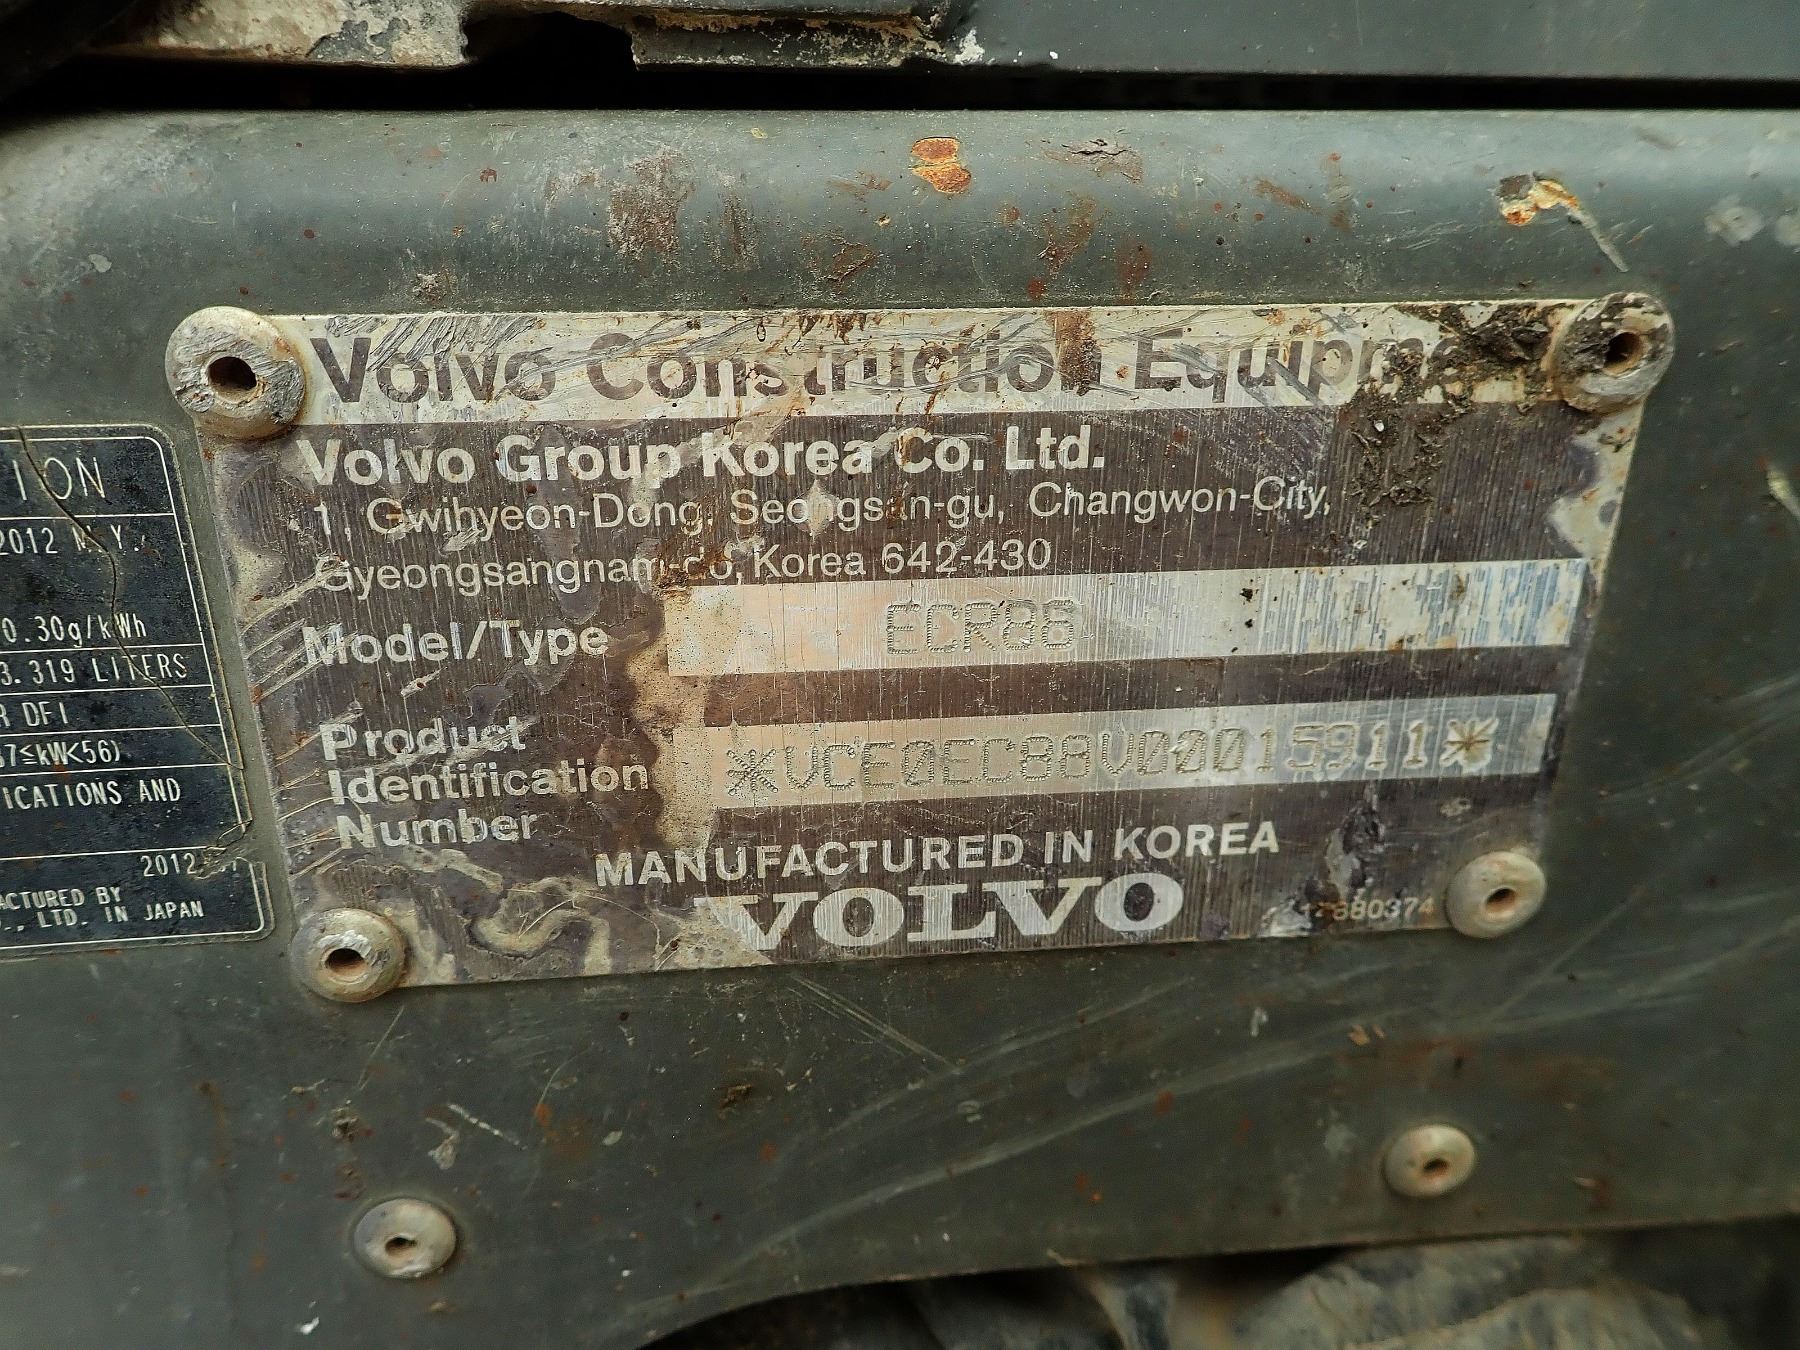 ION
2012 M.Y.
0.30g/kWh
3.319 LITERS
R DFI
37≤kW<56)
ICATIONS AND
2012
ACTURED BY
., LTD. IN JAPAN
Volvo Construction Equipme
Volvo Group Korea Co. Ltd.
1, Gwihyeon-Dong, Seongsan-gu, Changwon-City,
Gyeongsangnam-do, Korea 642-430
Model/Type ECR88
Product
Identification
Number
*VCE0EC88V00015911*
MANUFACTURED IN KOREA
VOLVO